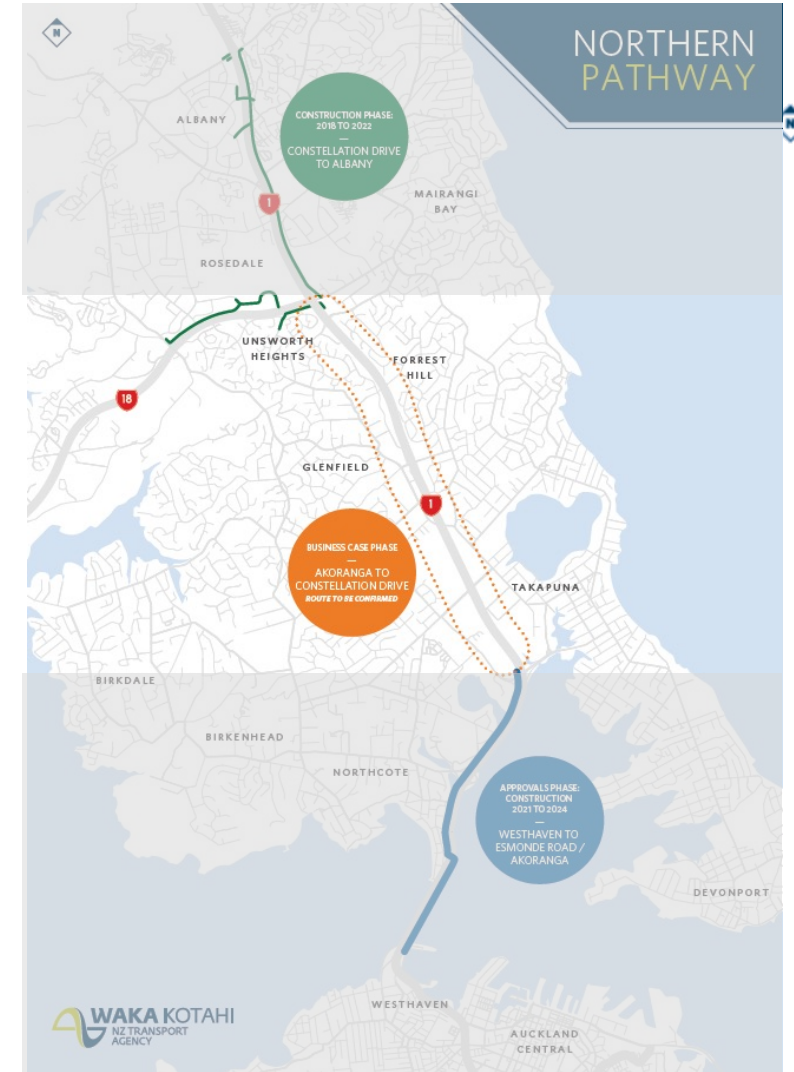 N
NORTHERN
PATHWAY
N
CONSTRUCTION PHASE:
2018 TO 2022
CONSTELLATION DRIVE
TO ALBANY
ALBANY
MAIRANGI
BAY
1
ROSEDALE
UNSWORTH
HEIGHTS
FORREST
HILL
18
GLENFIELD
1
BUSINESS CASE PHASE
—
AKORANGA TO
CONSTELLATION DRIVE
ROUTE TO BE CONFIRMED
TAKAPUNA
BIRKDALE
BIRKENHEAD
NORTHCOTE
APPROVALS PHASE:
CONSTRUCTION
2021 TO 2024
—
WESTHAVEN TO
ESMONDE ROAD /
AKORANGA
DEVONPORT
WESTHAVEN
AUCKLAND
CENTRAL
WAKA KOTAHI
NZ TRANSPORT
AGENCY